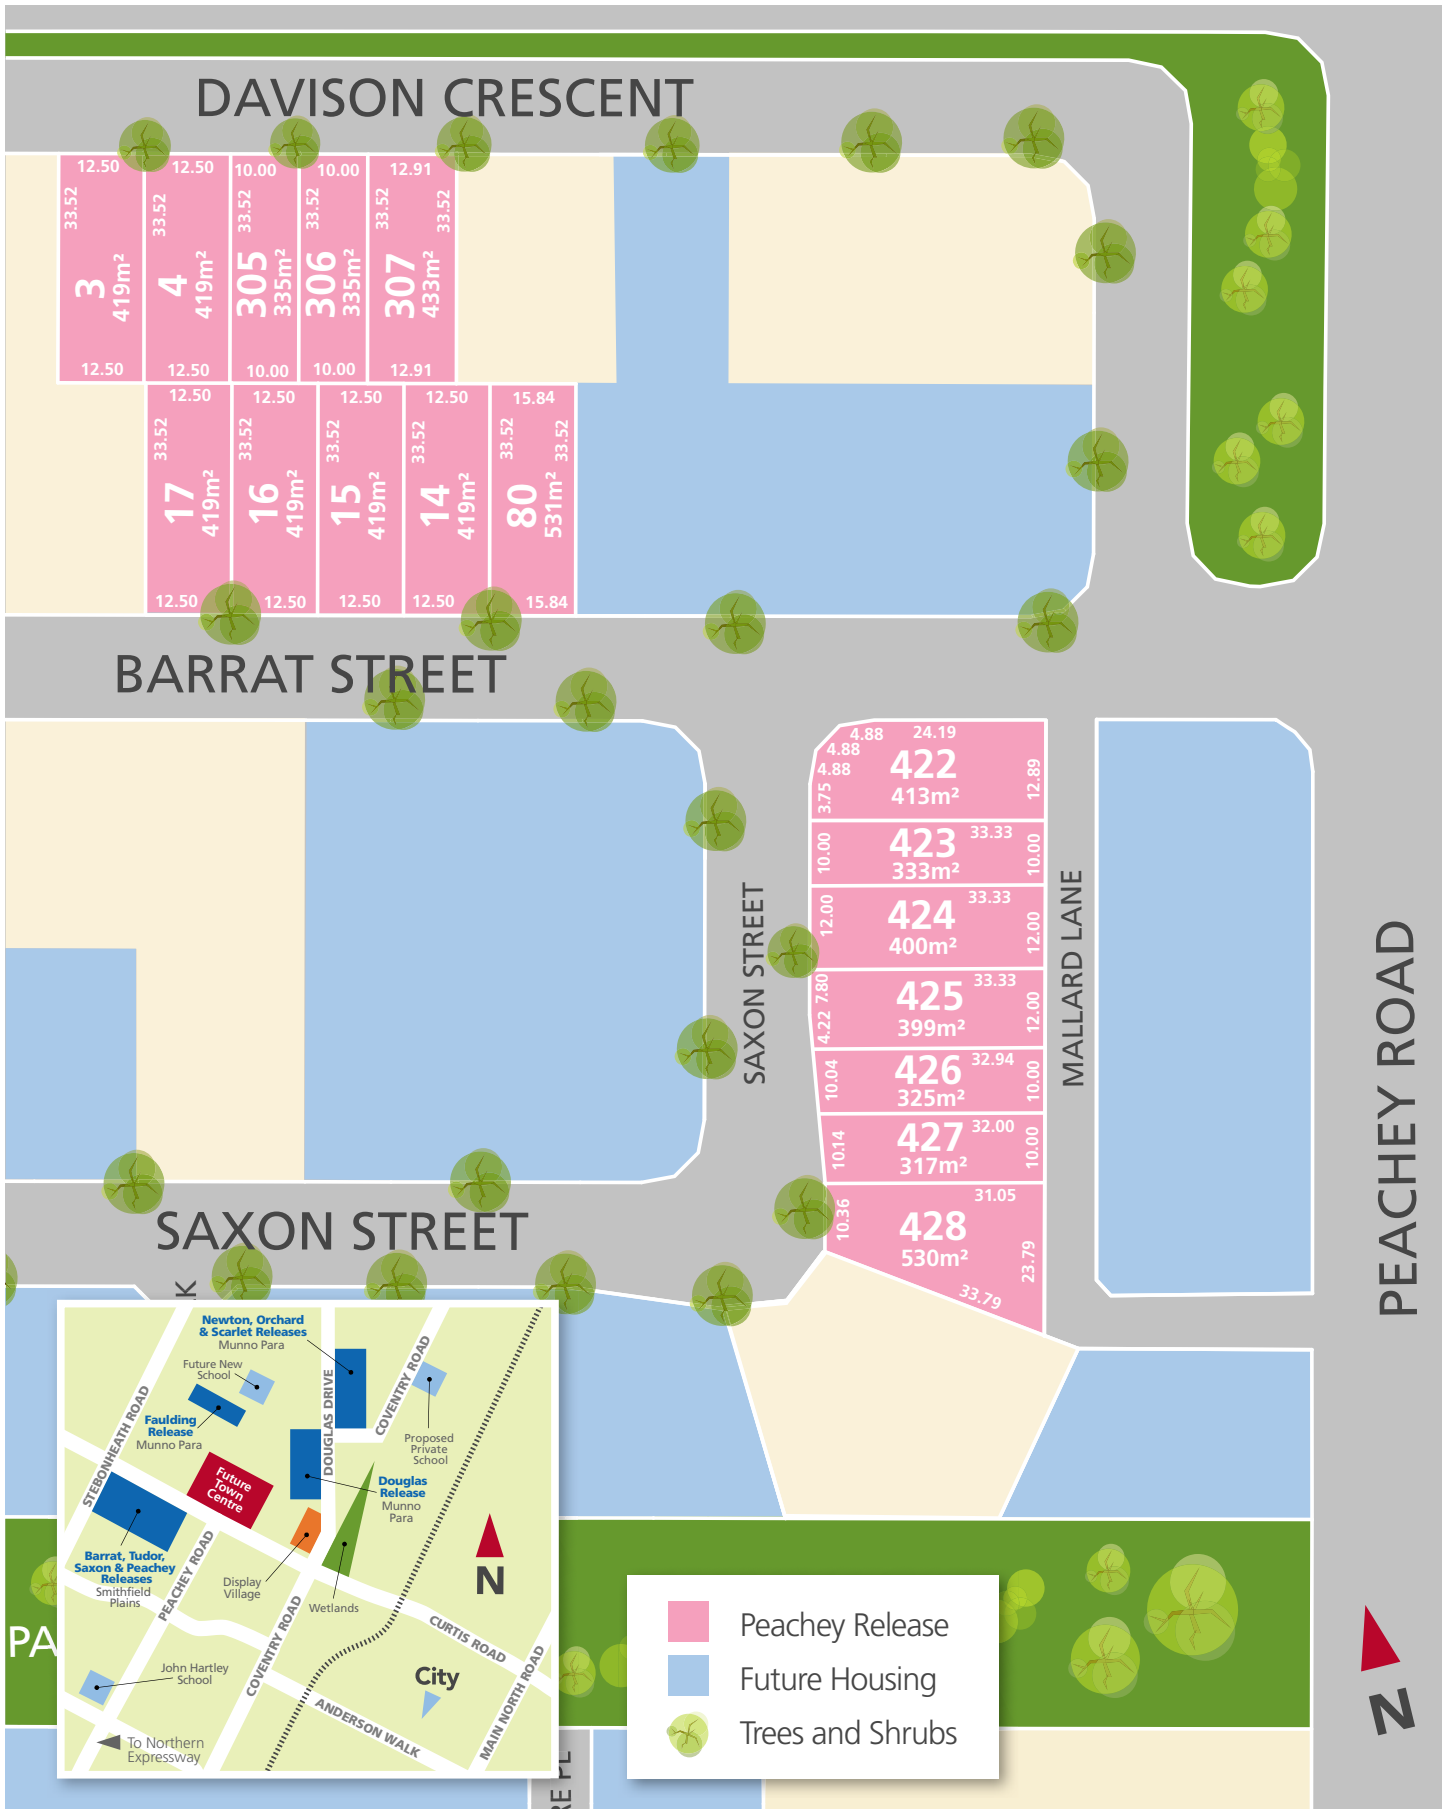 DAVISON CRESCENT
12.50
33.52
3
419m²
12.50
12.50
33.52
4
419m²
12.50
10.00
33.52
305
335m²
10.00
10.00
33.52
306
335m²
10.00
12.91
33.52
33.52
307
433m²
12.91
12.50
33.52
17
419m²
12.50
12.50
33.52
16
419m²
12.50
12.50
33.52
15
419m²
12.50
12.50
33.52
14
419m²
12.50
15.84
33.52
33.52
80
531m²
15.84
BARRAT STREET
4.88
24.19
4.88
4.88
3.75
422
413m²
12.89
10.00
423
333m²
33.33
10.00
12.00
424
400m²
33.33
12.00
7.80
4.22
425
399m²
33.33
12.00
10.04
426
325m²
32.94
10.00
10.14
427
317m²
32.00
10.00
10.36
428
530m²
31.05
23.79
33.79
SAXON STREET
MALLARD LANE
PEACHEY ROAD
SAXON STREET
K
PA
RE PL
Newton, Orchard
& Scarlet Releases
Munno Para
Future New
School
Faulding
Release
Munno Para
STEBONHEATH ROAD
DOUGLAS DRIVE
COVENTRY ROAD
Proposed
Private
School
Future
Town
Centre
Douglas
Release
Munno
Para
Barrat, Tudor,
Saxon & Peachey
Releases
Smithfield
Plains
PEACHEY ROAD
Display
Village
Wetlands
N
COVENTRY ROAD
CURTIS ROAD
John Hartley
School
City
ANDERSON WALK
MAIN NORTH ROAD
To Northern
Expressway
Peachey Release
Future Housing
Trees and Shrubs
N